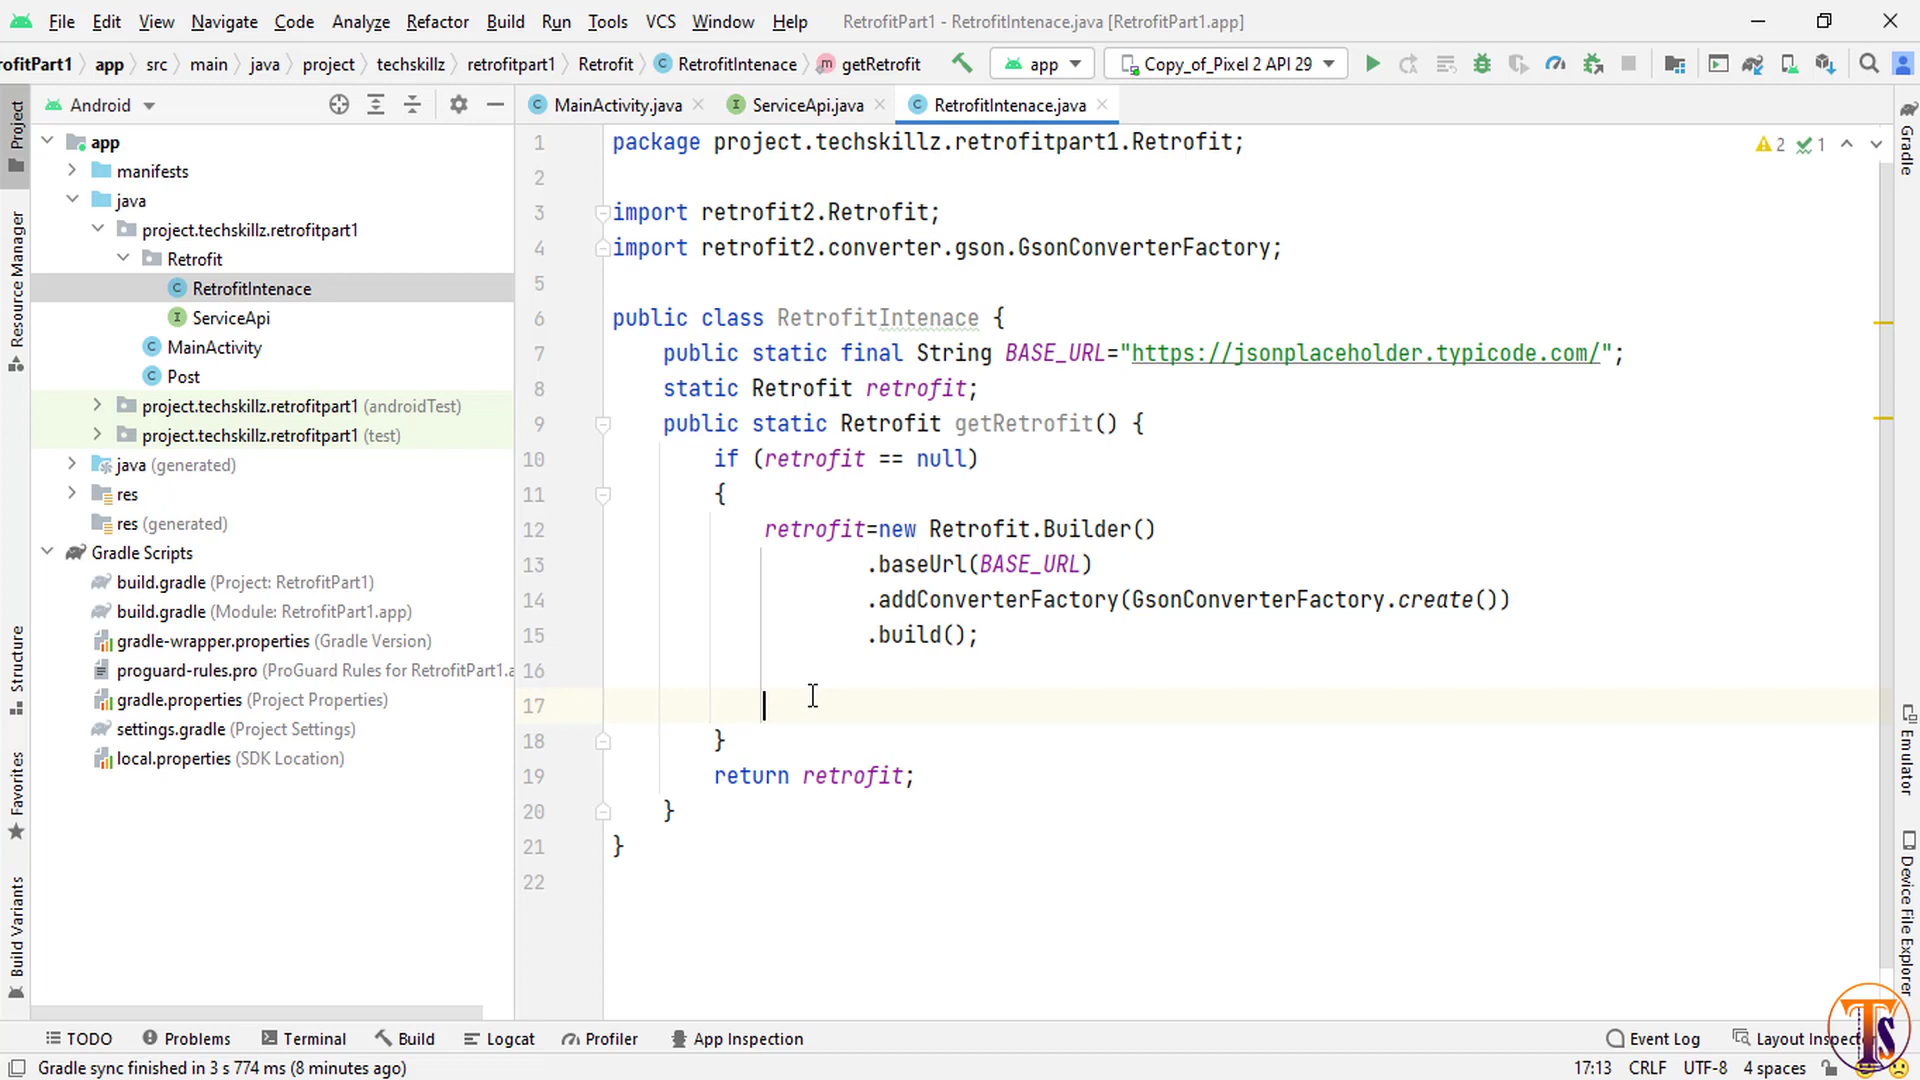 File Edit View Navigate Code Analyze Refactor Build Run Tools VCS Window Help RetrofitPart1 - RetrofitIntenace.java [RetrofitPart1.app]
rofitPart1 app src main java project techskillz retrofitpart1 Retrofit RetrofitIntenace getRetrofit app Copy_of_Pixel 2 API 29
Android MainActivity.java ServiceApi.java RetrofitIntenace.java
Project
Resource Manager
Structure
Favorites
Build Variants
app
manifests
java
project.techskillz.retrofitpart1
Retrofit
RetrofitIntenace
ServiceApi
MainActivity
Post
project.techskillz.retrofitpart1 (androidTest)
project.techskillz.retrofitpart1 (test)
java (generated)
res
res (generated)
Gradle Scripts
build.gradle (Project: RetrofitPart1)
build.gradle (Module: RetrofitPart1.app)
gradle-wrapper.properties (Gradle Version)
proguard-rules.pro (ProGuard Rules for RetrofitPart1.a
gradle.properties (Project Properties)
settings.gradle (Project Settings)
local.properties (SDK Location)
1 package project.techskillz.retrofitpart1.Retrofit;
2
3 import retrofit2.Retrofit;
4 import retrofit2.converter.gson.GsonConverterFactory;
5
6 public class RetrofitIntenace {
7 public static final String BASE_URL="https://jsonplaceholder.typicode.com/";
8 static Retrofit retrofit;
9 public static Retrofit getRetrofit() {
10 if (retrofit == null)
11 {
12 retrofit=new Retrofit.Builder()
13 .baseUrl(BASE_URL)
14 .addConverterFactory(GsonConverterFactory.create())
15 .build();
16
17
18 }
19 return retrofit;
20 }
21 }
22
2 1
Gradle
Emulator
Device File Explorer
TODO Problems Terminal Build Logcat Profiler App Inspection Event Log Layout Inspector
Gradle sync finished in 3 s 774 ms (8 minutes ago) 17:13 CRLF UTF-8 4 spaces
TS